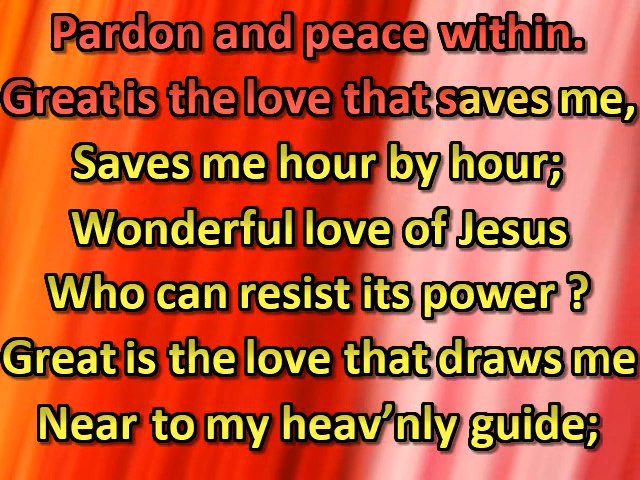 Pardon and peace within.
Great is the love that saves me,
Saves me hour by hour;
Wonderful love of Jesus
Who can resist its power ?
Great is the love that draws me
Near to my heav’nly guide;